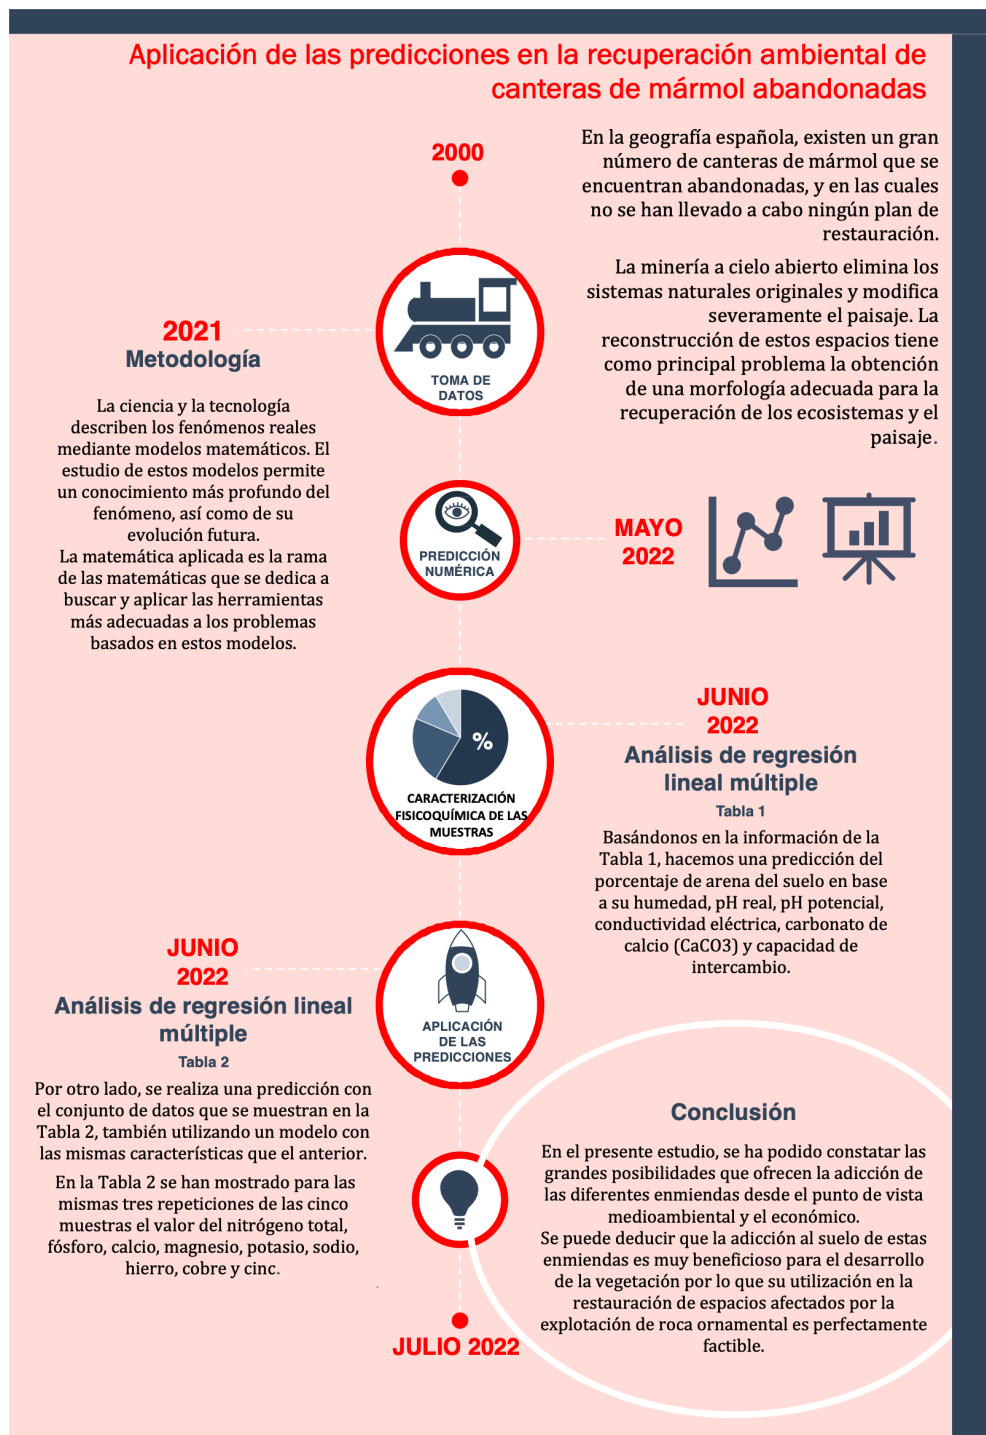 Aplicación de las predicciones en la recuperación ambiental de
canteras de mármol abandonadas
2000
En la geografía española, existen un gran
número de canteras de mármol que se
encuentran abandonadas, y en las cuales
no se han llevado a cabo ningún plan de
restauración.
La minería a cielo abierto elimina los
sistemas naturales originales y modifica
severamente el paisaje. La
reconstrucción de estos espacios tiene
como principal problema la obtención
de una morfología adecuada para la
recuperación de los ecosistemas y el
paisaje.
TOMA DE
DATOS
2021
Metodología
La ciencia y la tecnología
describen los fenómenos reales
mediante modelos matemáticos. El
estudio de estos modelos permite
un conocimiento más profundo del
fenómeno, así como de su
evolución futura.
La matemática aplicada es la rama
de las matemáticas que se dedica a
buscar y aplicar las herramientas
más adecuadas a los problemas
basados en estos modelos.
PREDICCIÓN
NUMÉRICA
MAYO
2022
%
CARACTERIZACIÓN
FISICOQUÍMICA DE LAS
MUESTRAS
JUNIO
2022
Análisis de regresión
lineal múltiple
Tabla 1
Basándonos en la información de la
Tabla 1, hacemos una predicción del
porcentaje de arena del suelo en base
a su humedad, pH real, pH potencial,
conductividad eléctrica, carbonato de
calcio (CaCO3) y capacidad de
intercambio.
APLICACIÓN
DE LAS
PREDICCIONES
JUNIO
2022
Análisis de regresión lineal
múltiple
Tabla 2
Por otro lado, se realiza una predicción con
el conjunto de datos que se muestran en la
Tabla 2, también utilizando un modelo con
las mismas características que el anterior.
En la Tabla 2 se han mostrado para las
mismas tres repeticiones de las cinco
muestras el valor del nitrógeno total,
fósforo, calcio, magnesio, potasio, sodio,
hierro, cobre y cinc.
Conclusión
En el presente estudio, se ha podido constatar las
grandes posibilidades que ofrecen la adicción de
las diferentes enmiendas desde el punto de vista
medioambiental y el económico.
Se puede deducir que la adicción al suelo de estas
enmiendas es muy beneficioso para el desarrollo
de la vegetación por lo que su utilización en la
restauración de espacios afectados por la
explotación de roca ornamental es perfectamente
factible.
JULIO 2022